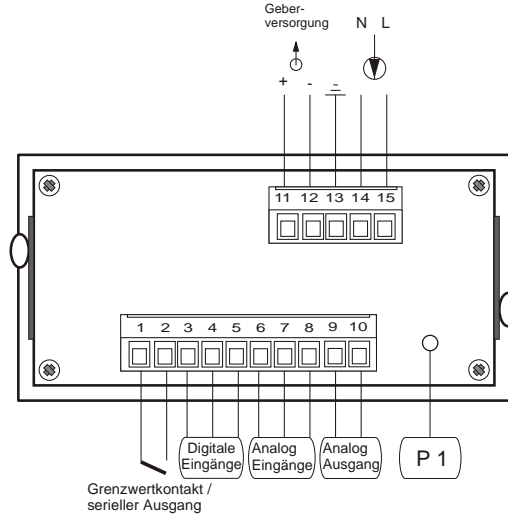 Geber-
versorgung
N L
+ -
11 12 13 14 15
1 2 3 4 5 6 7 8 9 10
Digitale
Eingänge
Analog
Eingänge
Analog
Ausgang
P 1
Grenzwertkontakt /
serieller Ausgang